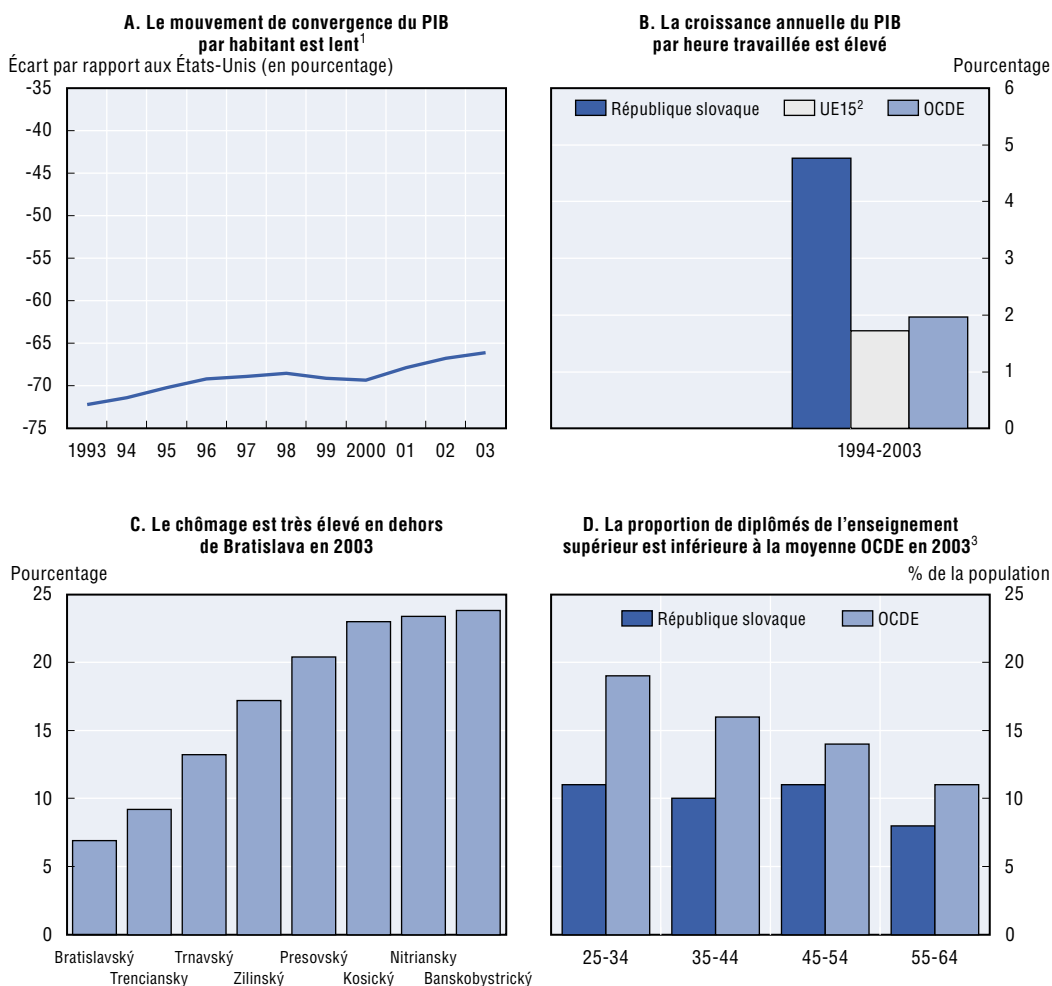 A. Le mouvement de convergence du PIB
par habitant est lent1
Écart par rapport aux États-Unis (en pourcentage)
-35
-40
-45
-50
-55
-60
-65
-70
-75
1993 94 95 96 97 98 99 2000 01 02 03
B. La croissance annuelle du PIB
par heure travaillée est élevé
Pourcentage
République slovaque UE152 OCDE
6
5
4
3
2
1
0
1994-2003
C. Le chômage est très élevé en dehors
de Bratislava en 2003
Pourcentage
25
20
15
10
5
0
Bratislavský Trnavský Presovský Nitriansky
Trenciansky Zilinský Kosický Banskobystrický
D. La proportion de diplômés de l’enseignement
supérieur est inférieure à la moyenne OCDE en 20033
% de la population
République slovaque OCDE
25
20
15
10
5
0
25-34 35-44 45-54 55-64